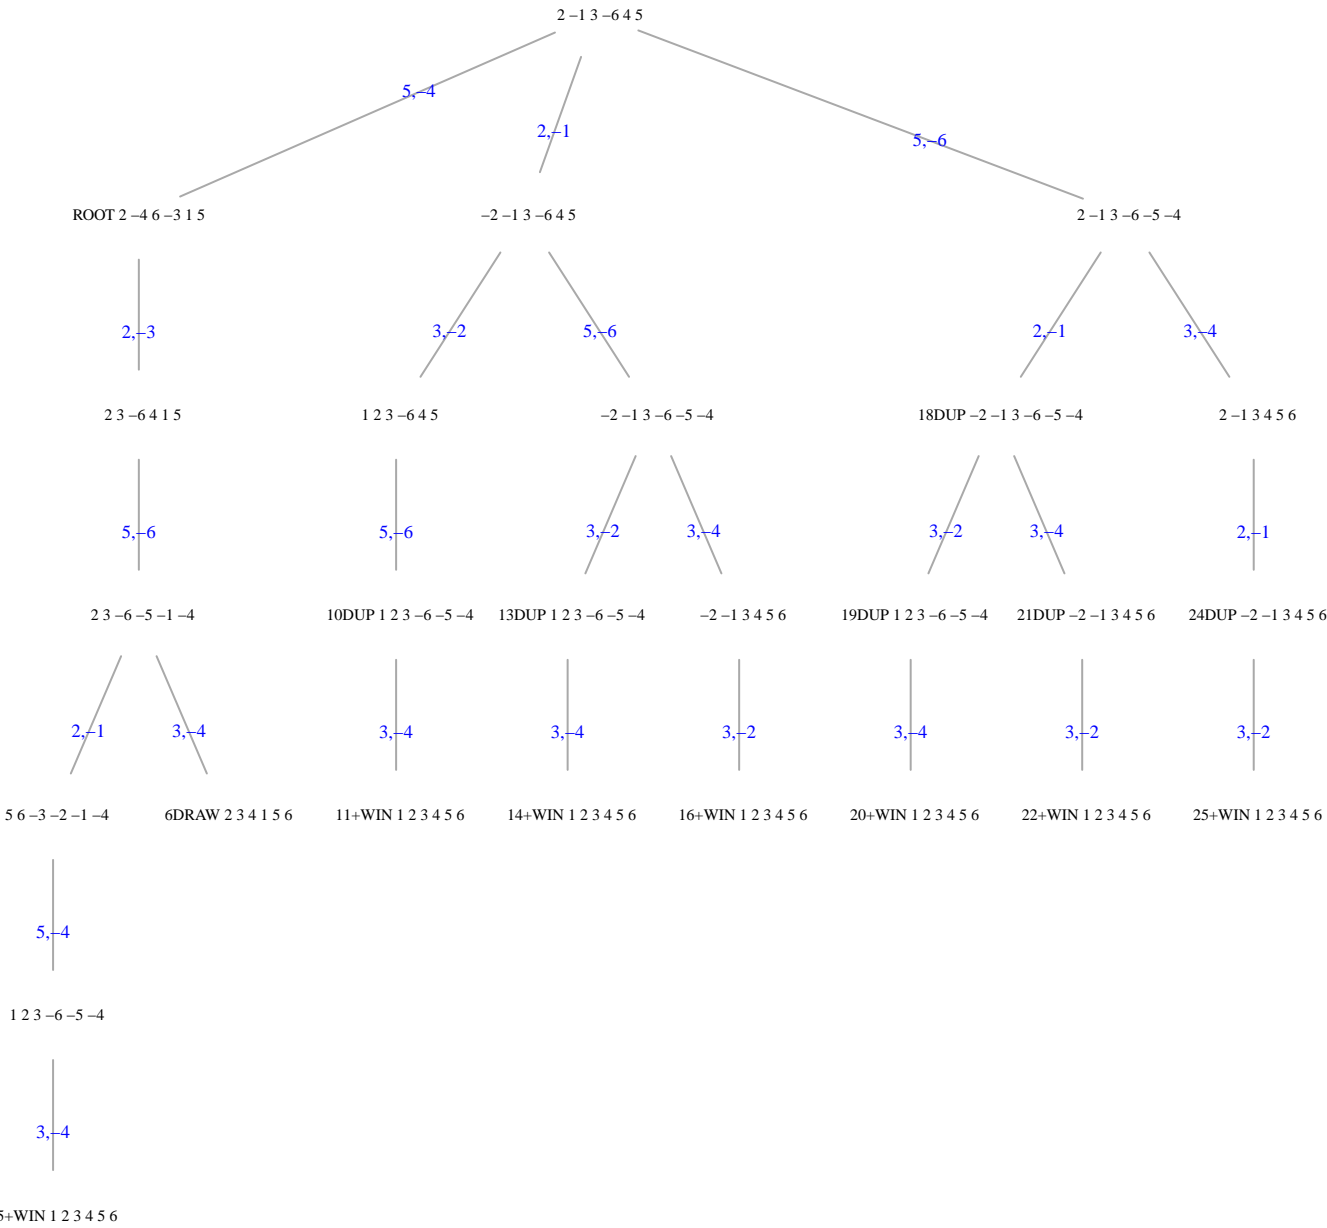 2 –1 3 –6 4 5
5,–4
2,–1
5,–6
ROOT 2 –4 6 –3 1 5
–2 –1 3 –6 4 5
2 –1 3 –6 –5 –4
2,–3
3,–2
5,–6
2,–1
3,–4
2 3 –6 4 1 5
1 2 3 –6 4 5
–2 –1 3 –6 –5 –4
18DUP –2 –1 3 –6 –5 –4
2 –1 3 4 5 6
5,–6
5,–6
3,–2
3,–4
3,–2
3,–4
2,–1
2 3 –6 –5 –1 –4
10DUP 1 2 3 –6 –5 –4
13DUP 1 2 3 –6 –5 –4
–2 –1 3 4 5 6
19DUP 1 2 3 –6 –5 –4
21DUP –2 –1 3 4 5 6
24DUP –2 –1 3 4 5 6
2,–1
3,–4
3,–4
3,–4
3,–2
3,–4
3,–2
3,–2
5 6 –3 –2 –1 –4
6DRAW 2 3 4 1 5 6
11+WIN 1 2 3 4 5 6
14+WIN 1 2 3 4 5 6
16+WIN 1 2 3 4 5 6
20+WIN 1 2 3 4 5 6
22+WIN 1 2 3 4 5 6
25+WIN 1 2 3 4 5 6
5,–4
1 2 3 –6 –5 –4
3,–4
5+WIN 1 2 3 4 5 6